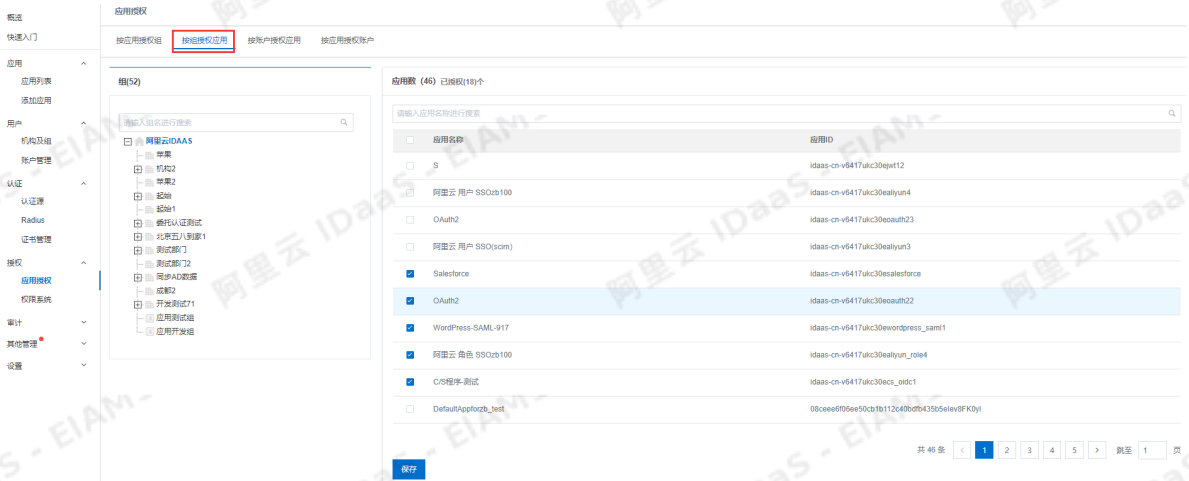 概览
快速入门
应用
应用列表
添加应用
用户
机构及组
账户管理
认证
认证源
Radius
证书管理
授权
应用授权
权限系统
审计
其他管理
设置
应用授权
按应用授权组 按组授权应用 按账户授权应用 按应用授权账户
组(52)
请输入组名进行搜索
阿里云IDAAS
苹果
机构2
苹果2
起始
起始1
委托认证测试
北京五八到家1
测试部门
测试部门2
同步AD数据
成都2
开发测试71
应用测试组
应用开发组
应用数（46）已授权(18)个
请输入应用名称进行搜索
应用名称 应用ID
S idaas-cn-v6417ukc30ejwt12
阿里云 用户 SSOzb100 idaas-cn-v6417ukc30ealiyun4
OAuth2 idaas-cn-v6417ukc30eoauth23
阿里云 用户 SSO(scim) idaas-cn-v6417ukc30ealiyun3
Salesforce idaas-cn-v6417ukc30esalesforce
OAuth2 idaas-cn-v6417ukc30eoauth22
WordPress-SAML-917 idaas-cn-v6417ukc30ewordpress_saml1
阿里云 角色 SSOzb100 idaas-cn-v6417ukc30ealiyun_role4
C/S程序-测试 idaas-cn-v6417ukc30ecs_oidc1
DefaultAppforzb_test
共 46 条 < 1 2 3 4 5 > 跳至 1 页
保存
阿里云 IDaaS - EIAM